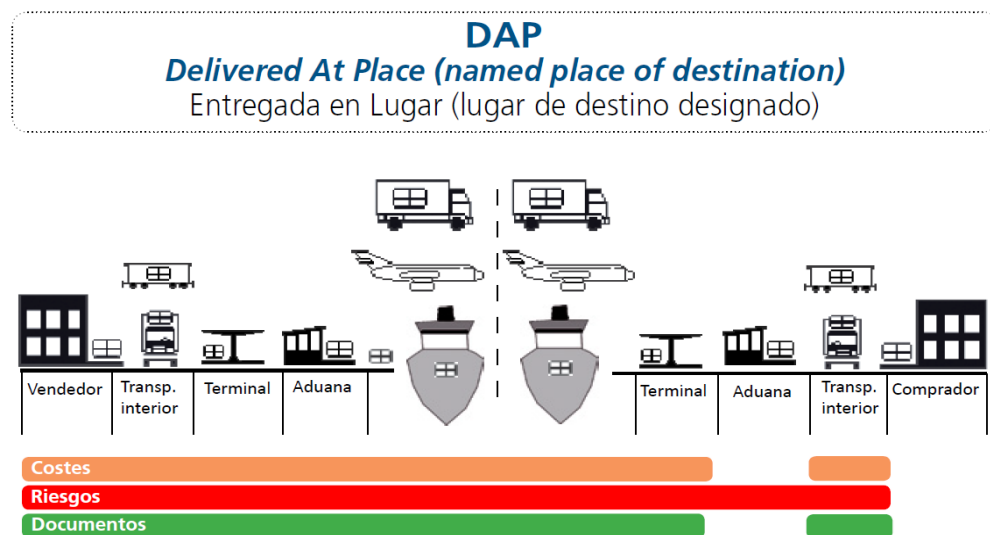 DAP
Delivered At Place (named place of destination)
Entregada en Lugar (lugar de destino designado)
Vendedor
Transp.
interior
Terminal
Aduana
Terminal
Aduana
Transp.
interior
Comprador
Costes
Riesgos
Documentos